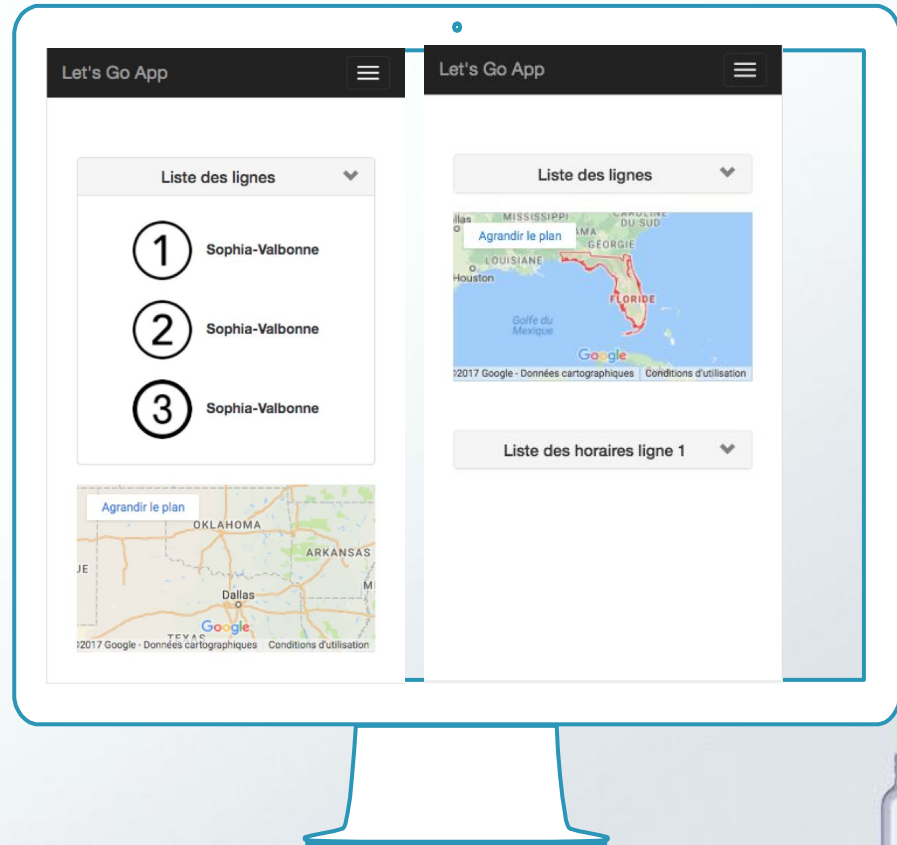 Let's Go App
Liste des lignes
1 Sophia-Valbonne
2 Sophia-Valbonne
3 Sophia-Valbonne
Agrandir le plan
OKLAHOMA
ARKANSAS
Dallas
Google
TEXAS
2017 Google - Données cartographiques Conditions d'utilisation
Let's Go App
Liste des lignes
MISSISSIPPI
CAROLINE
DU SUD
Agrandir le plan
GÉORGIE
LOUISIANE
Houston
FLORIDE
Golfe du
Mexique
Google
2017 Google - Données cartographiques Conditions d'utilisation
Liste des horaires ligne 1